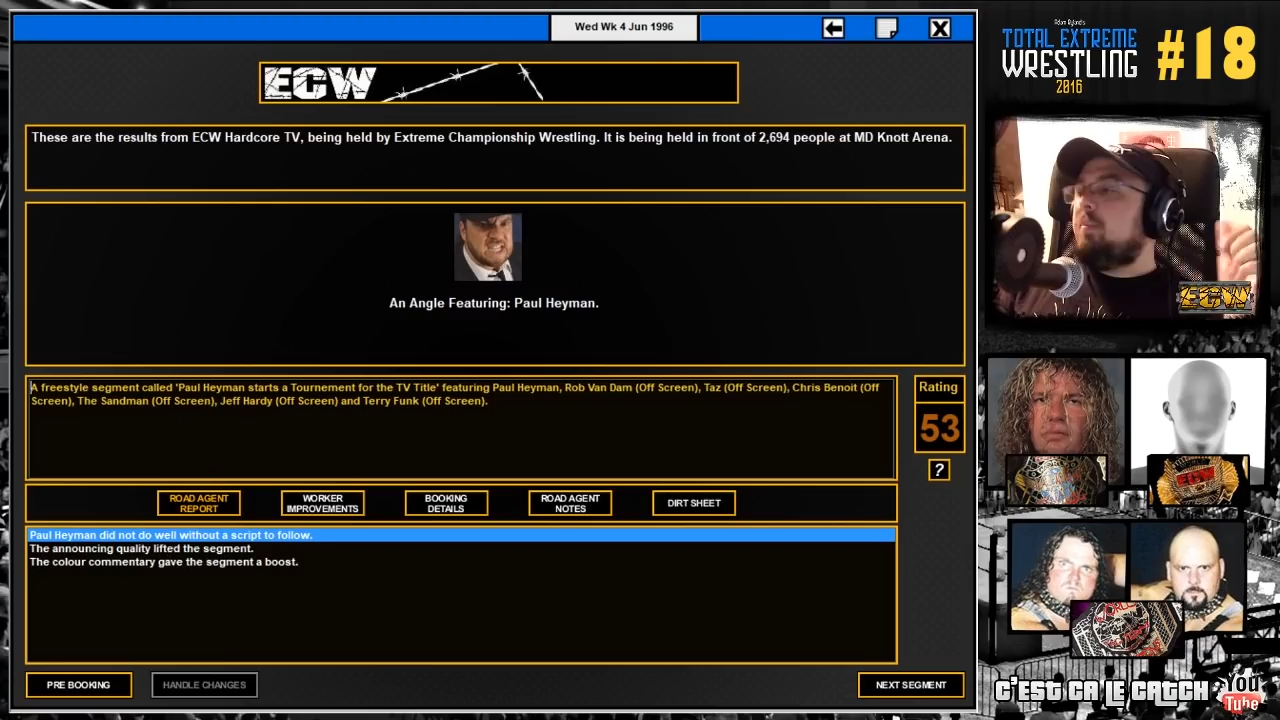 Wed Wk 4 Jun 1996
ECW
These are the results from ECW Hardcore TV, being held by Extreme Championship Wrestling. It is being held in front of 2,694 people at MD Knott Arena.
An Angle Featuring: Paul Heyman.
A freestyle segment called 'Paul Heyman starts a Tournement for the TV Title' featuring Paul Heyman, Rob Van Dam (Off Screen), Taz (Off Screen), Chris Benoit (Off
Screen), The Sandman (Off Screen), Jeff Hardy (Off Screen) and Terry Funk (Off Screen).
Rating
53
?
ROAD AGENT
REPORT
WORKER
IMPROVEMENTS
BOOKING
DETAILS
ROAD AGENT
NOTES
DIRT SHEET
Paul Heyman did not do well without a script to follow.
The announcing quality lifted the segment.
The colour commentary gave the segment a boost.
PRE BOOKING
HANDLE CHANGES
NEXT SEGMENT
Adam Ryland's
TOTAL EXTREME
WRESTLING
2016
#18
ECW
C'EST CA LE CATCH
You
Tube